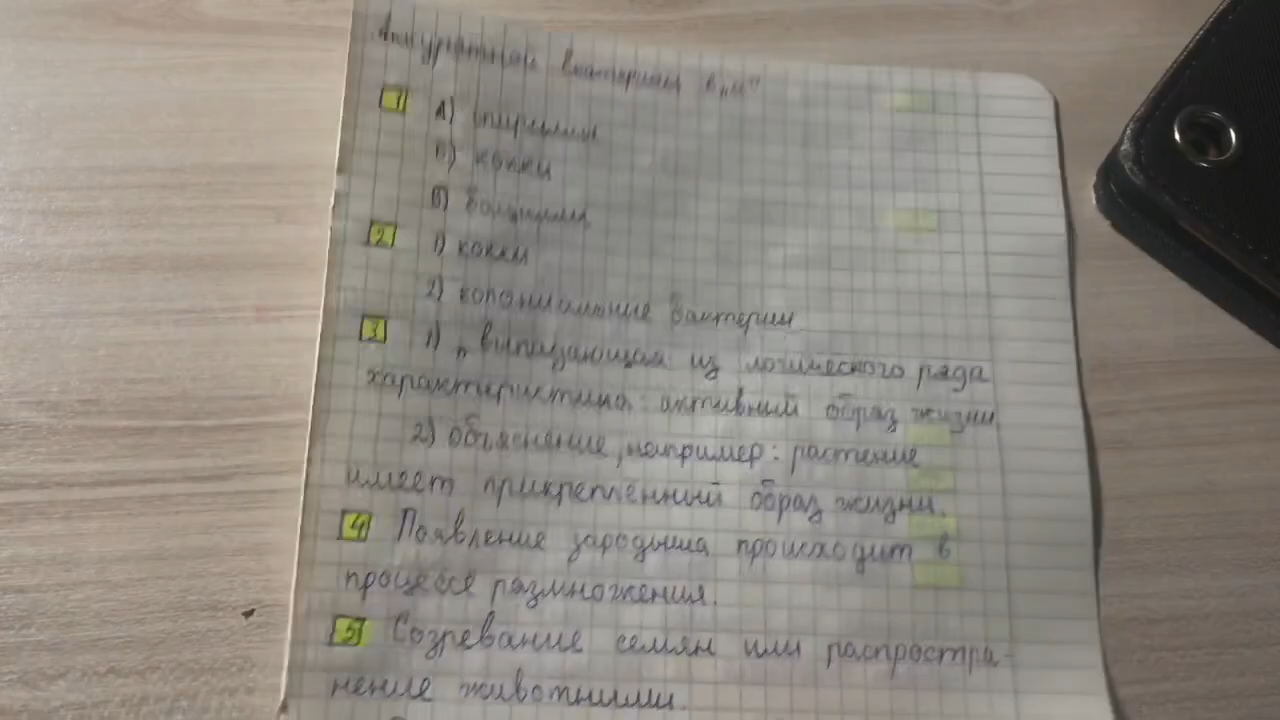 бактерии в „и"
1 А) спириллы
Б) кокки
В) бациллы
2 1) кокки
2) колониальные бактерии
3 1) „выпадающая из логического ряда
характеристика: активный образ жизни.
2) объяснение, например: растение
имеет прикрепленный образ жизни.
4 Появление зародыша происходит в
процессе размножения.
5 Созревание семян или распростра-
нение животными.